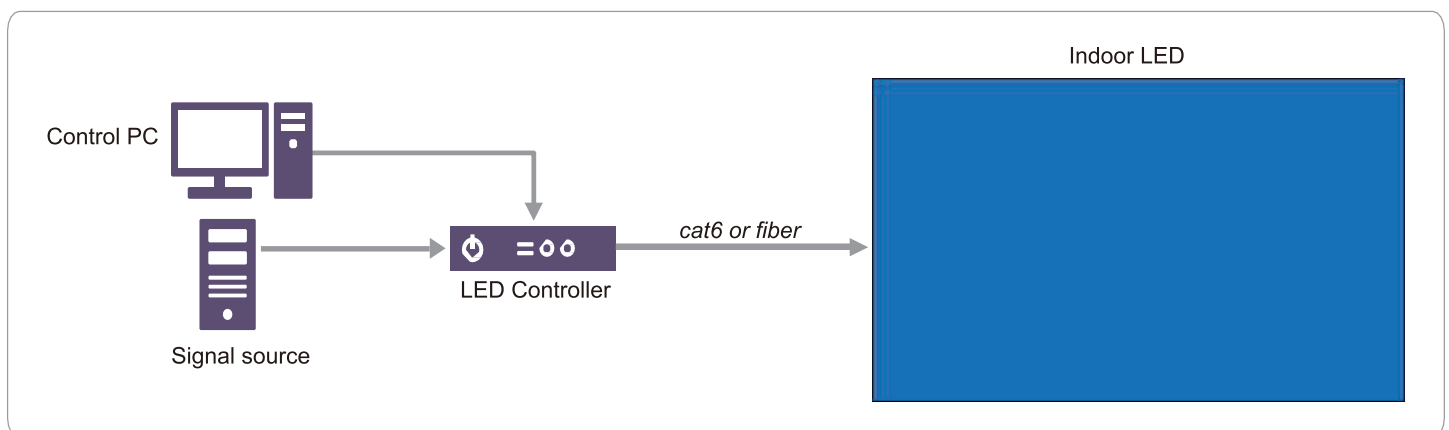 Indoor LED
Control PC
cat6 or fiber
LED Controller
Signal source